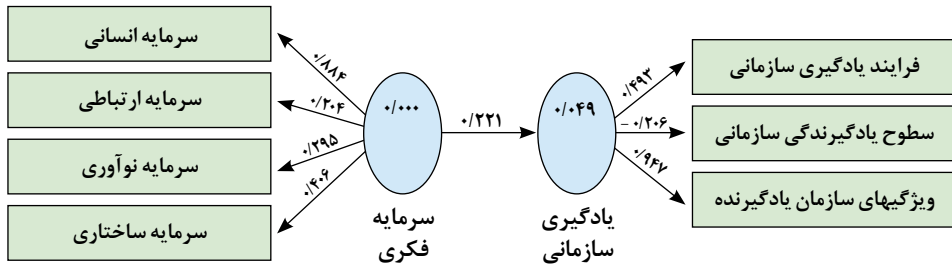 سرمایه انسانی
سرمایه ارتباطی
سرمایه نوآوری
سرمایه ساختاری
۰/۸۸۴
۰/۲۰۴
۰/۲۹۵
۰/۴۰۶
۰/۰۰۰
سرمایه
فکری
۰/۲۲۱
۰/۰۴۹
یادگیری
سازمانی
۰/۴۹۳
– ۰/۲۰۶
۰/۹۴۷
فرایند یادگیری سازمانی
سطوح یادگیرندگی سازمانی
ویژگیهای سازمان یادگیرنده